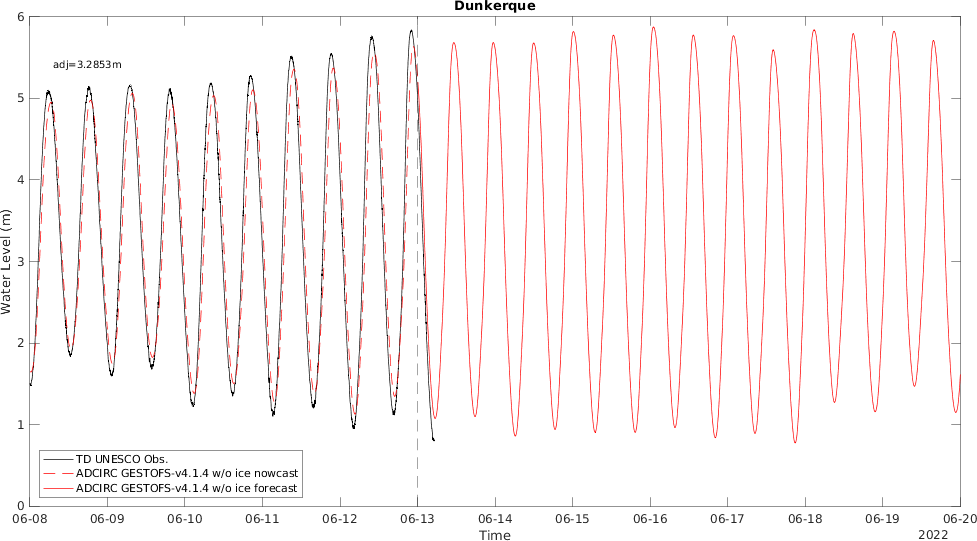 Dunkerque
adj=3.2853m
Water Level (m)
6
5
4
3
2
1
0
TD UNESCO Obs.
ADCIRC GESTOFS-v4.1.4 w/o ice nowcast
ADCIRC GESTOFS-v4.1.4 w/o ice forecast
06-08 06-09 06-10 06-11 06-12 06-13 06-14 06-15 06-16 06-17 06-18 06-19 06-20
Time
2022